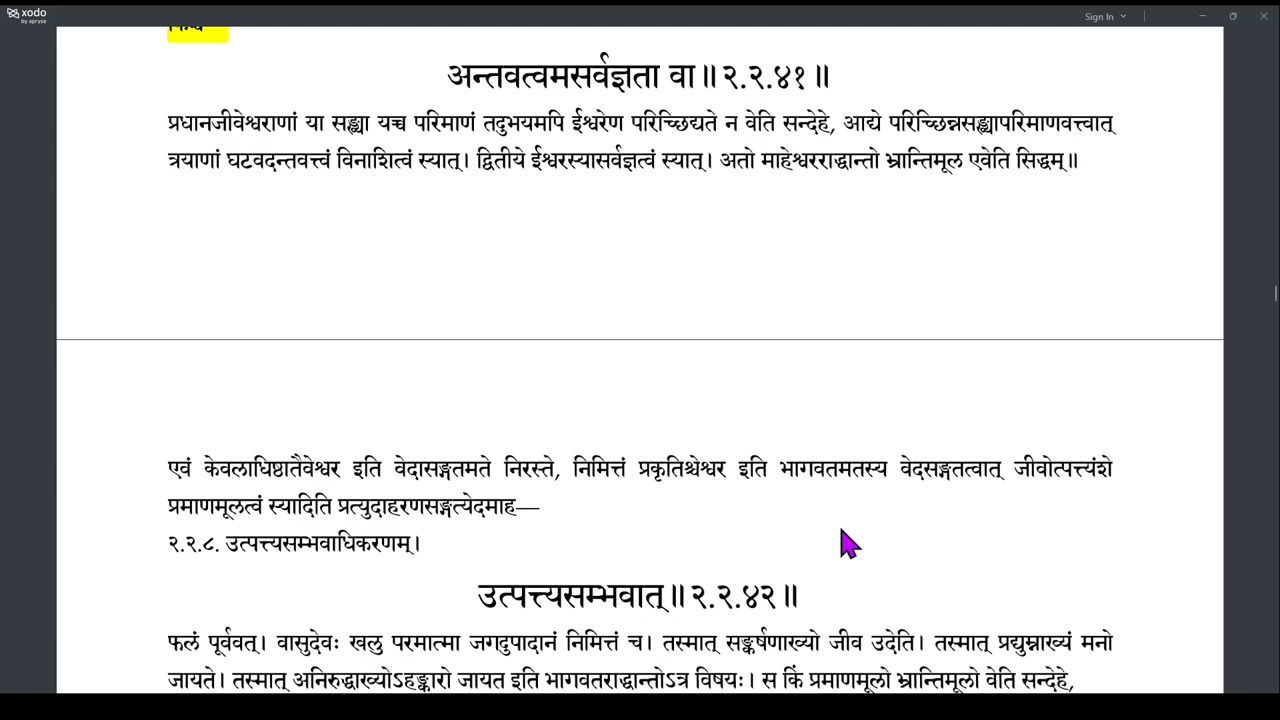 xodo
by apryse
Sign In
अन्तवत्वमसर्वज्ञता वा॥२.२.४१॥
प्रधानजीवेश्वराणां या सङ्ख्या यच्च परिमाणं तदुभयमपि ईश्वरेण परिच्छिद्यते न वेति सन्देहे, आद्ये परिच्छिन्नसङ्ख्यापरिमाणवत्त्वात्
त्रयाणां घटवदन्तवत्त्वं विनाशित्वं स्यात्। द्वितीये ईश्वरस्यासर्वज्ञत्वं स्यात्। अतो माहेश्वरराद्धान्तो भ्रान्तिमूल एवेति सिद्धम्॥
एवं केवलाधिष्ठातैवेश्वर इति वेदासङ्गतमते निरस्ते, निमित्तं प्रकृतिश्चेश्वर इति भागवतमतस्य वेदसङ्गतत्वात् जीवोत्पत्त्यंशे
प्रमाणमूलत्वं स्यादिति प्रत्युदाहरणसङ्गत्येदमाह—
२.२.८. उत्पत्त्यसम्भवाधिकरणम्।
उत्पत्त्यसम्भवात्॥२.२.४२॥
फलं पूर्ववत्। वासुदेवः खलु परमात्मा जगदुपादानं निमित्तं च। तस्मात् सङ्कर्षणाख्यो जीव उदेति। तस्मात् प्रद्युम्नाख्यं मनो
जायते। तस्मात् अनिरुद्धाख्योऽहङ्कारो जायत इति भागवतराद्धान्तोऽत्र विषयः। स किं प्रमाणमूलो भ्रान्तिमूलो वेति सन्देहे,